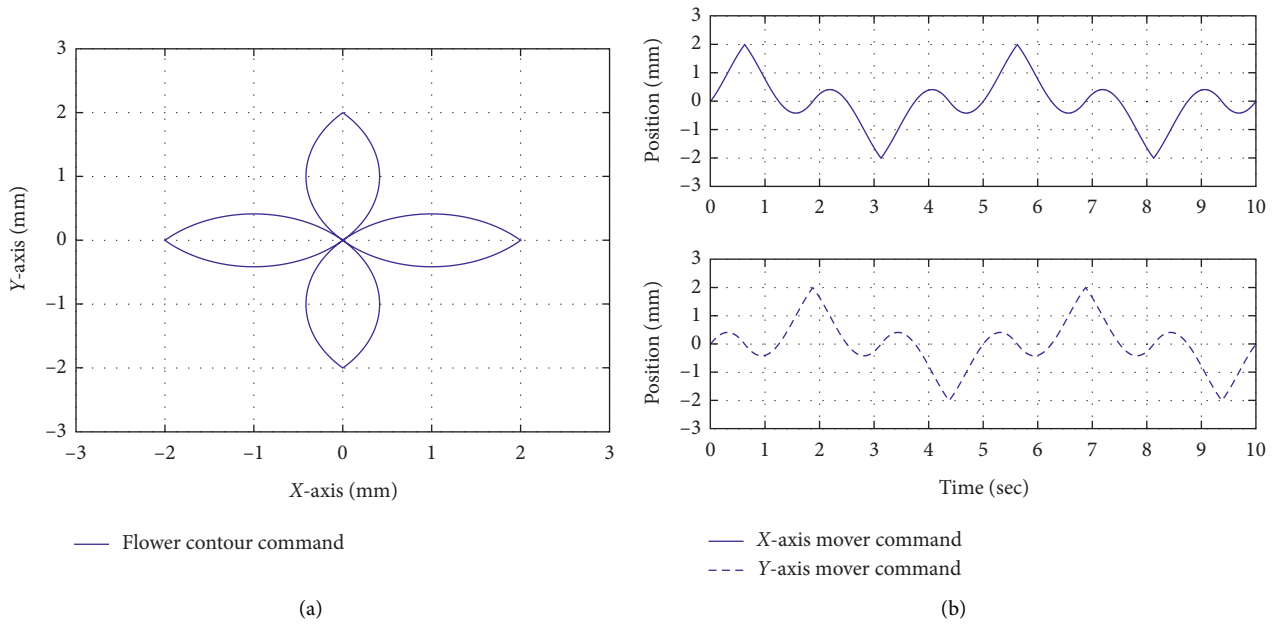 3
2
1
0
–1
–2
–3
Y-axis (mm)
–3 –2 –1 0 1 2 3
X-axis (mm)
Flower contour command
(a)
3
2
1
0
–1
–2
–3
Position (mm)
0 1 2 3 4 5 6 7 8 9 10
3
2
1
0
–1
–2
–3
Position (mm)
0 1 2 3 4 5 6 7 8 9 10
Time (sec)
X-axis mover command
Y-axis mover command
(b)